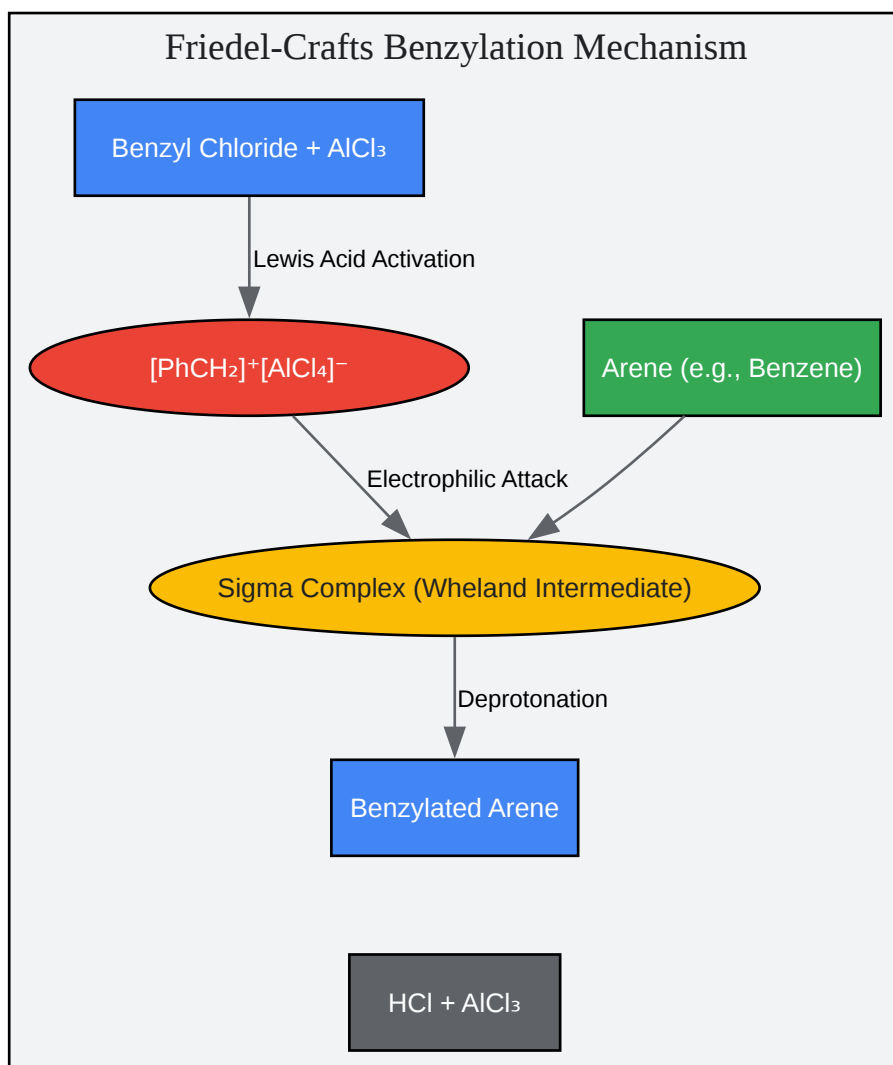 Friedel-Crafts Benzylation Mechanism
Benzyl Chloride + AlCl₃
Lewis Acid Activation
[PhCH₂]⁺[AlCl₄]⁻
Arene (e.g., Benzene)
Electrophilic Attack
Sigma Complex (Wheland Intermediate)
Deprotonation
Benzylated Arene
HCl + AlCl₃